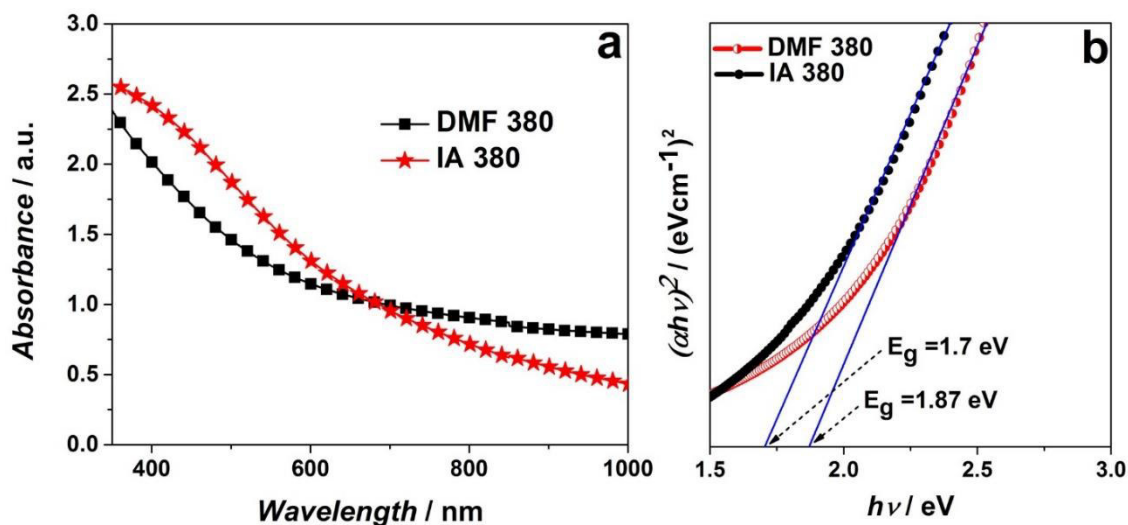 a
DMF 380
IA 380
Absorbance / a.u.
3.0
2.5
2.0
1.5
1.0
0.5
0.0
400
600
800
1000
Wavelength / nm
b
DMF 380
IA 380
(αhν)² / (eVcm⁻¹)²
E_g =1.7 eV
E_g =1.87 eV
1.5
2.0
2.5
3.0
hν / eV